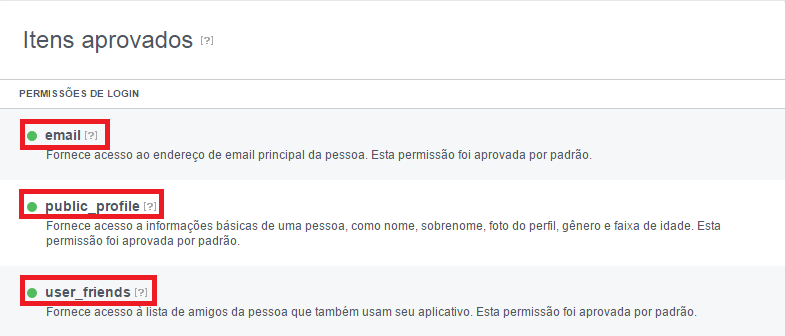 Itens aprovados [?]
PERMISSÕES DE LOGIN
email [?]
Fornece acesso ao endereço de email principal da pessoa. Esta permissão foi aprovada por padrão.
public_profile [?]
Fornece acesso a informações básicas de uma pessoa, como nome, sobrenome, foto do perfil, gênero e faixa de idade. Esta
permissão foi aprovada por padrão.
user_friends [?]
Fornece acesso à lista de amigos da pessoa que também usam seu aplicativo. Esta permissão foi aprovada por padrão.